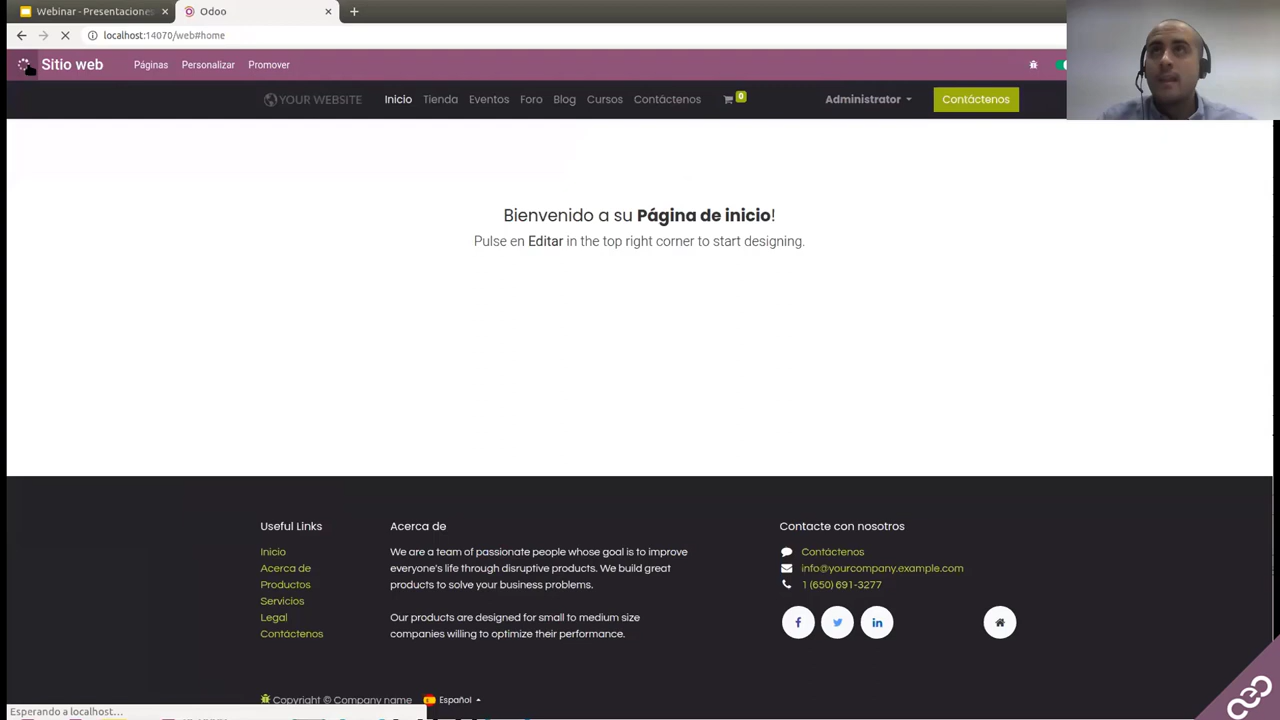 Webinar - Presentaciones
Odoo
localhost:14070/web#home
Sitio web Páginas Personalizar Promover
YOUR WEBSITE Inicio Tienda Eventos Foro Blog Cursos Contáctenos 0 Administrator Contáctenos
Bienvenido a su Página de inicio!
Pulse en Editar in the top right corner to start designing.
Useful Links
Inicio
Acerca de
Productos
Servicios
Legal
Contáctenos
Acerca de
We are a team of passionate people whose goal is to improve
everyone's life through disruptive products. We build great
products to solve your business problems.
Our products are designed for small to medium size
companies willing to optimize their performance.
Contacte con nosotros
Contáctenos
info@yourcompany.example.com
1 (650) 691-3277
Copyright © Company name Español
Esperando a localhost…